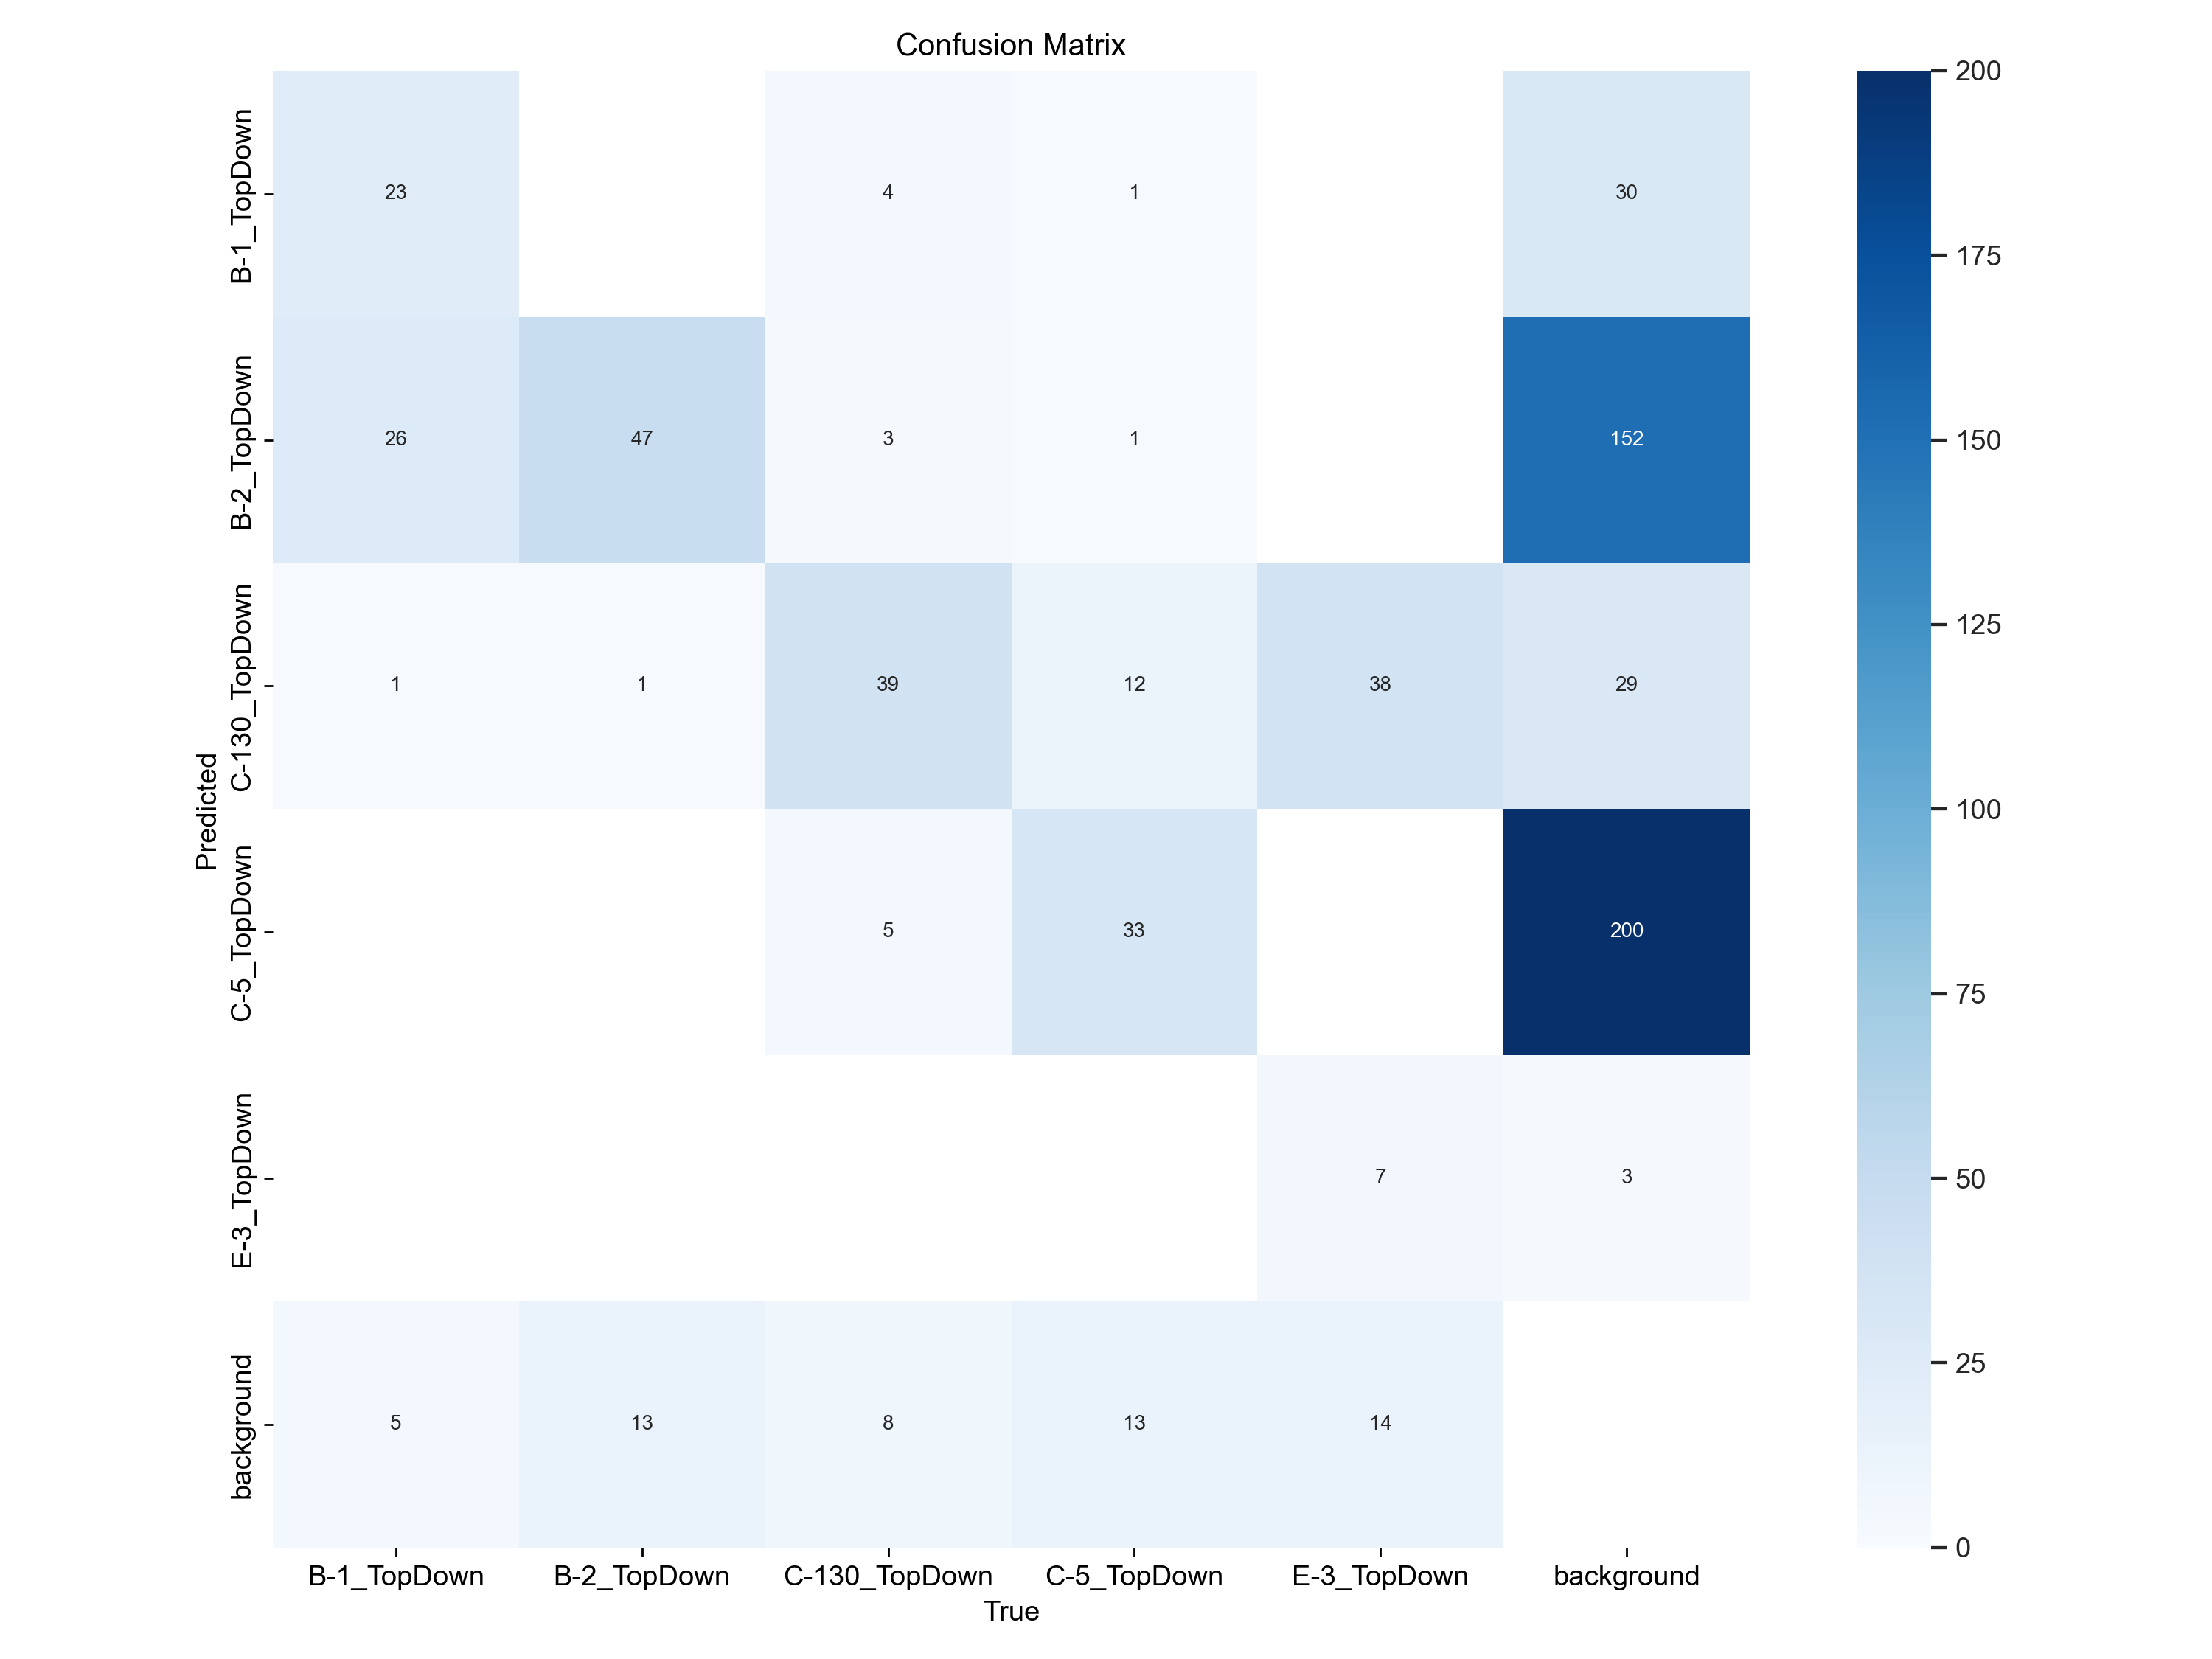 Confusion Matrix
B-1_TopDown
23 4 1 30
B-2_TopDown
26 47 3 1 152
C-130_TopDown
1 1 39 12 38 29
C-5_TopDown
5 33 200
E-3_TopDown
7 3
background
5 13 8 13 14
Predicted
B-1_TopDown B-2_TopDown C-130_TopDown C-5_TopDown E-3_TopDown background
True
200
175
150
125
100
75
50
25
0